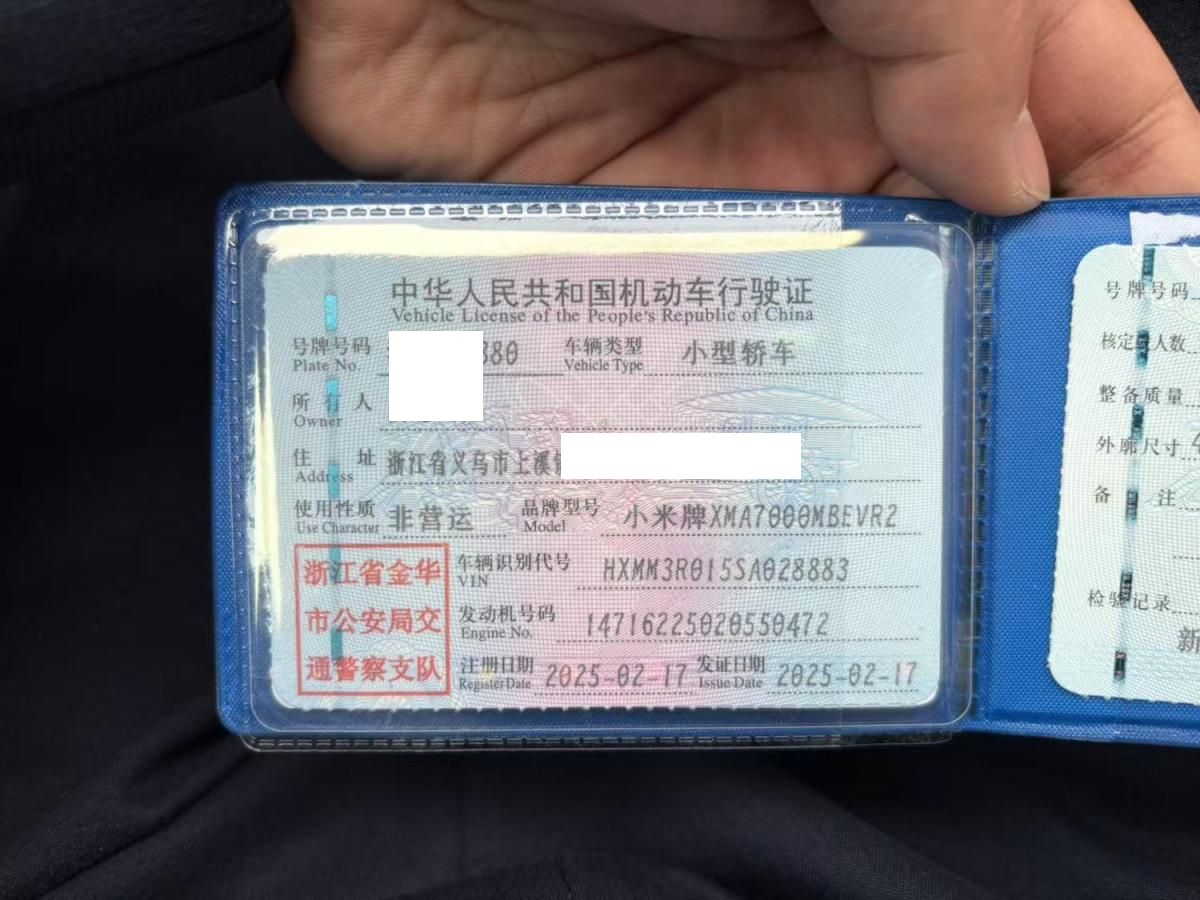 中华人民共和国机动车行驶证
Vehicle License of the People's Republic of China
号牌号码 880 车辆类型 小型轿车
Plate No. Vehicle Type
所有人
Owner
住址 浙江省义乌市上溪
Address
使用性质 非营运 品牌型号 小米牌XMA7000MBEVR2
Use Character Model
浙江省金华
市公安局交
通警察支队
车辆识别代号 HXMM3R015SA028883
VIN
发动机号码 14716225020550472
Engine No.
注册日期 2025-02-17 发证日期 2025-02-17
Register Date Issue Date
号牌号码
核定 人数
整备质量
外廓尺寸 4
备注
检验记录
新